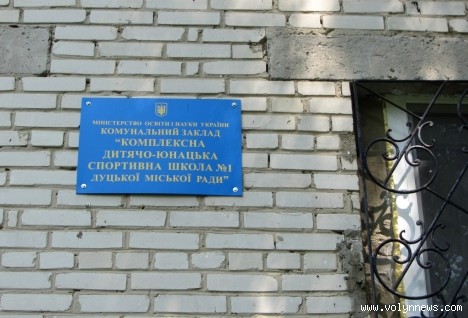 МІНІСТЕРСТВО ОСВІТИ І НАУКИ УКРАЇНИ
КОМУНАЛЬНИЙ ЗАКЛАД
“КОМПЛЕКСНА
ДИТЯЧО-ЮНАЦЬКА
СПОРТИВНА ШКОЛА №1
ЛУЦЬКОЇ МІСЬКОЇ РАДИ”
www.volynnews.com